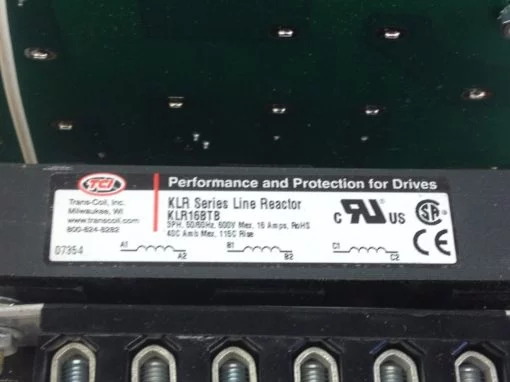 TCI
Performance and Protection for Drives
Trans-Coil, Inc.
Milwaukee, WI
www.transcoil.com
800-824-8282
KLR Series Line Reactor
KLR16BTB
3PH, 50/60Hz, 600V Max, 16 Amps, RoHS
40C Amb Max, 115C Rise
C UR US
SA
CE
07354
A1
A2
B1
B2
C1
C2